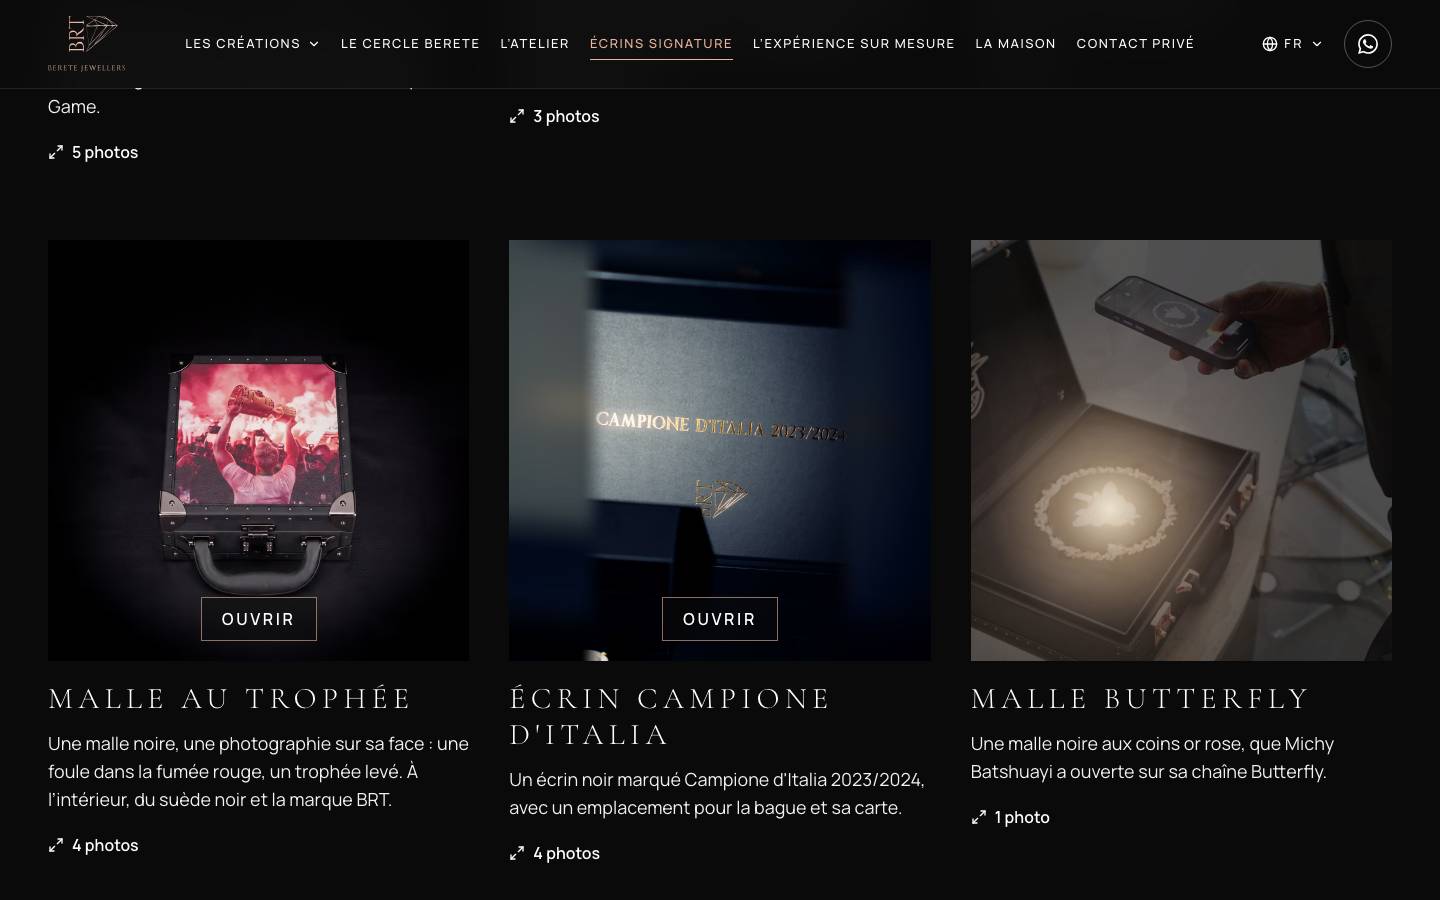 BRT
BERETE JEWELLERS
LES CRÉATIONS
LE CERCLE BERETE
L'ATELIER
ÉCRINS SIGNATURE
L'EXPÉRIENCE SUR MESURE
LA MAISON
CONTACT PRIVÉ
FR
Game.
5 photos
3 photos
CAMPIONE D'ITALIA 2023/2024
OUVRIR
OUVRIR
MALLE AU TROPHÉE
Une malle noire, une photographie sur sa face : une
foule dans la fumée rouge, un trophée levé. À
l'intérieur, du suède noir et la marque BRT.
4 photos
ÉCRIN CAMPIONE
D'ITALIA
Un écrin noir marqué Campione d'Italia 2023/2024,
avec un emplacement pour la bague et sa carte.
4 photos
MALLE BUTTERFLY
Une malle noire aux coins or rose, que Michy
Batshuayi a ouverte sur sa chaîne Butterfly.
1 photo